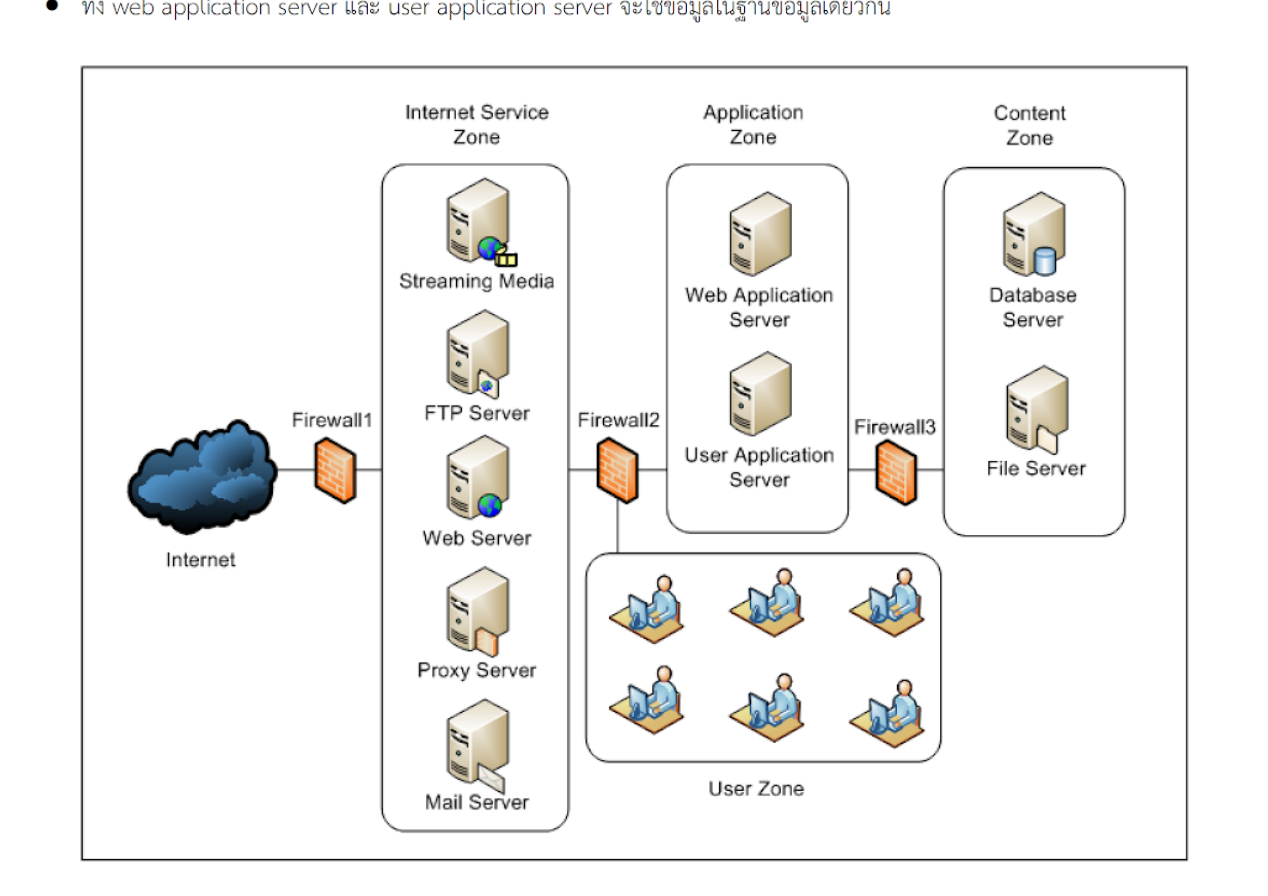 • ทั้ง web application server และ user application server จะใช้ข้อมูลในฐานข้อมูลเดียวกัน
Internet Service
Zone
Application
Zone
Content
Zone
Streaming Media
FTP Server
Web Server
Proxy Server
Mail Server
Web Application
Server
User Application
Server
Database
Server
File Server
Firewall1
Firewall2
Firewall3
Internet
User Zone